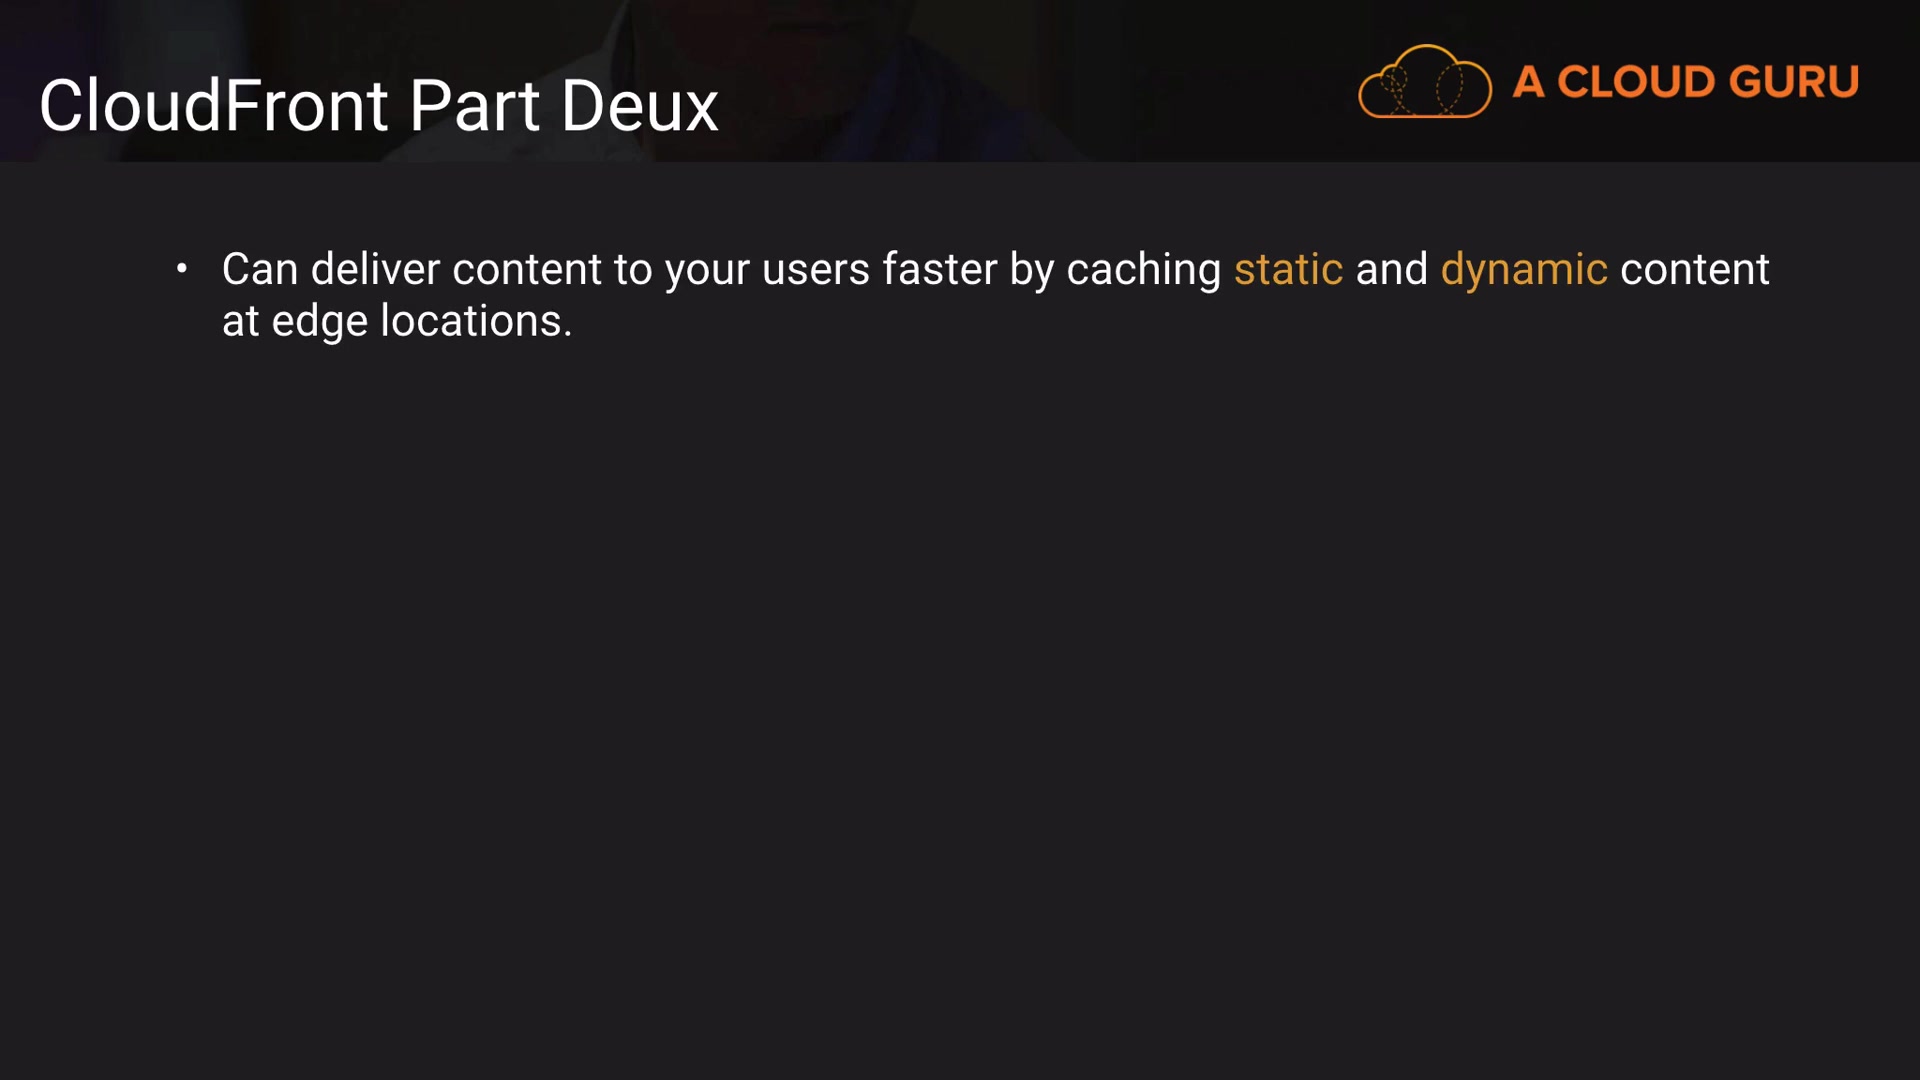 CloudFront Part Deux
A CLOUD GURU
• Can deliver content to your users faster by caching static and dynamic content
at edge locations.